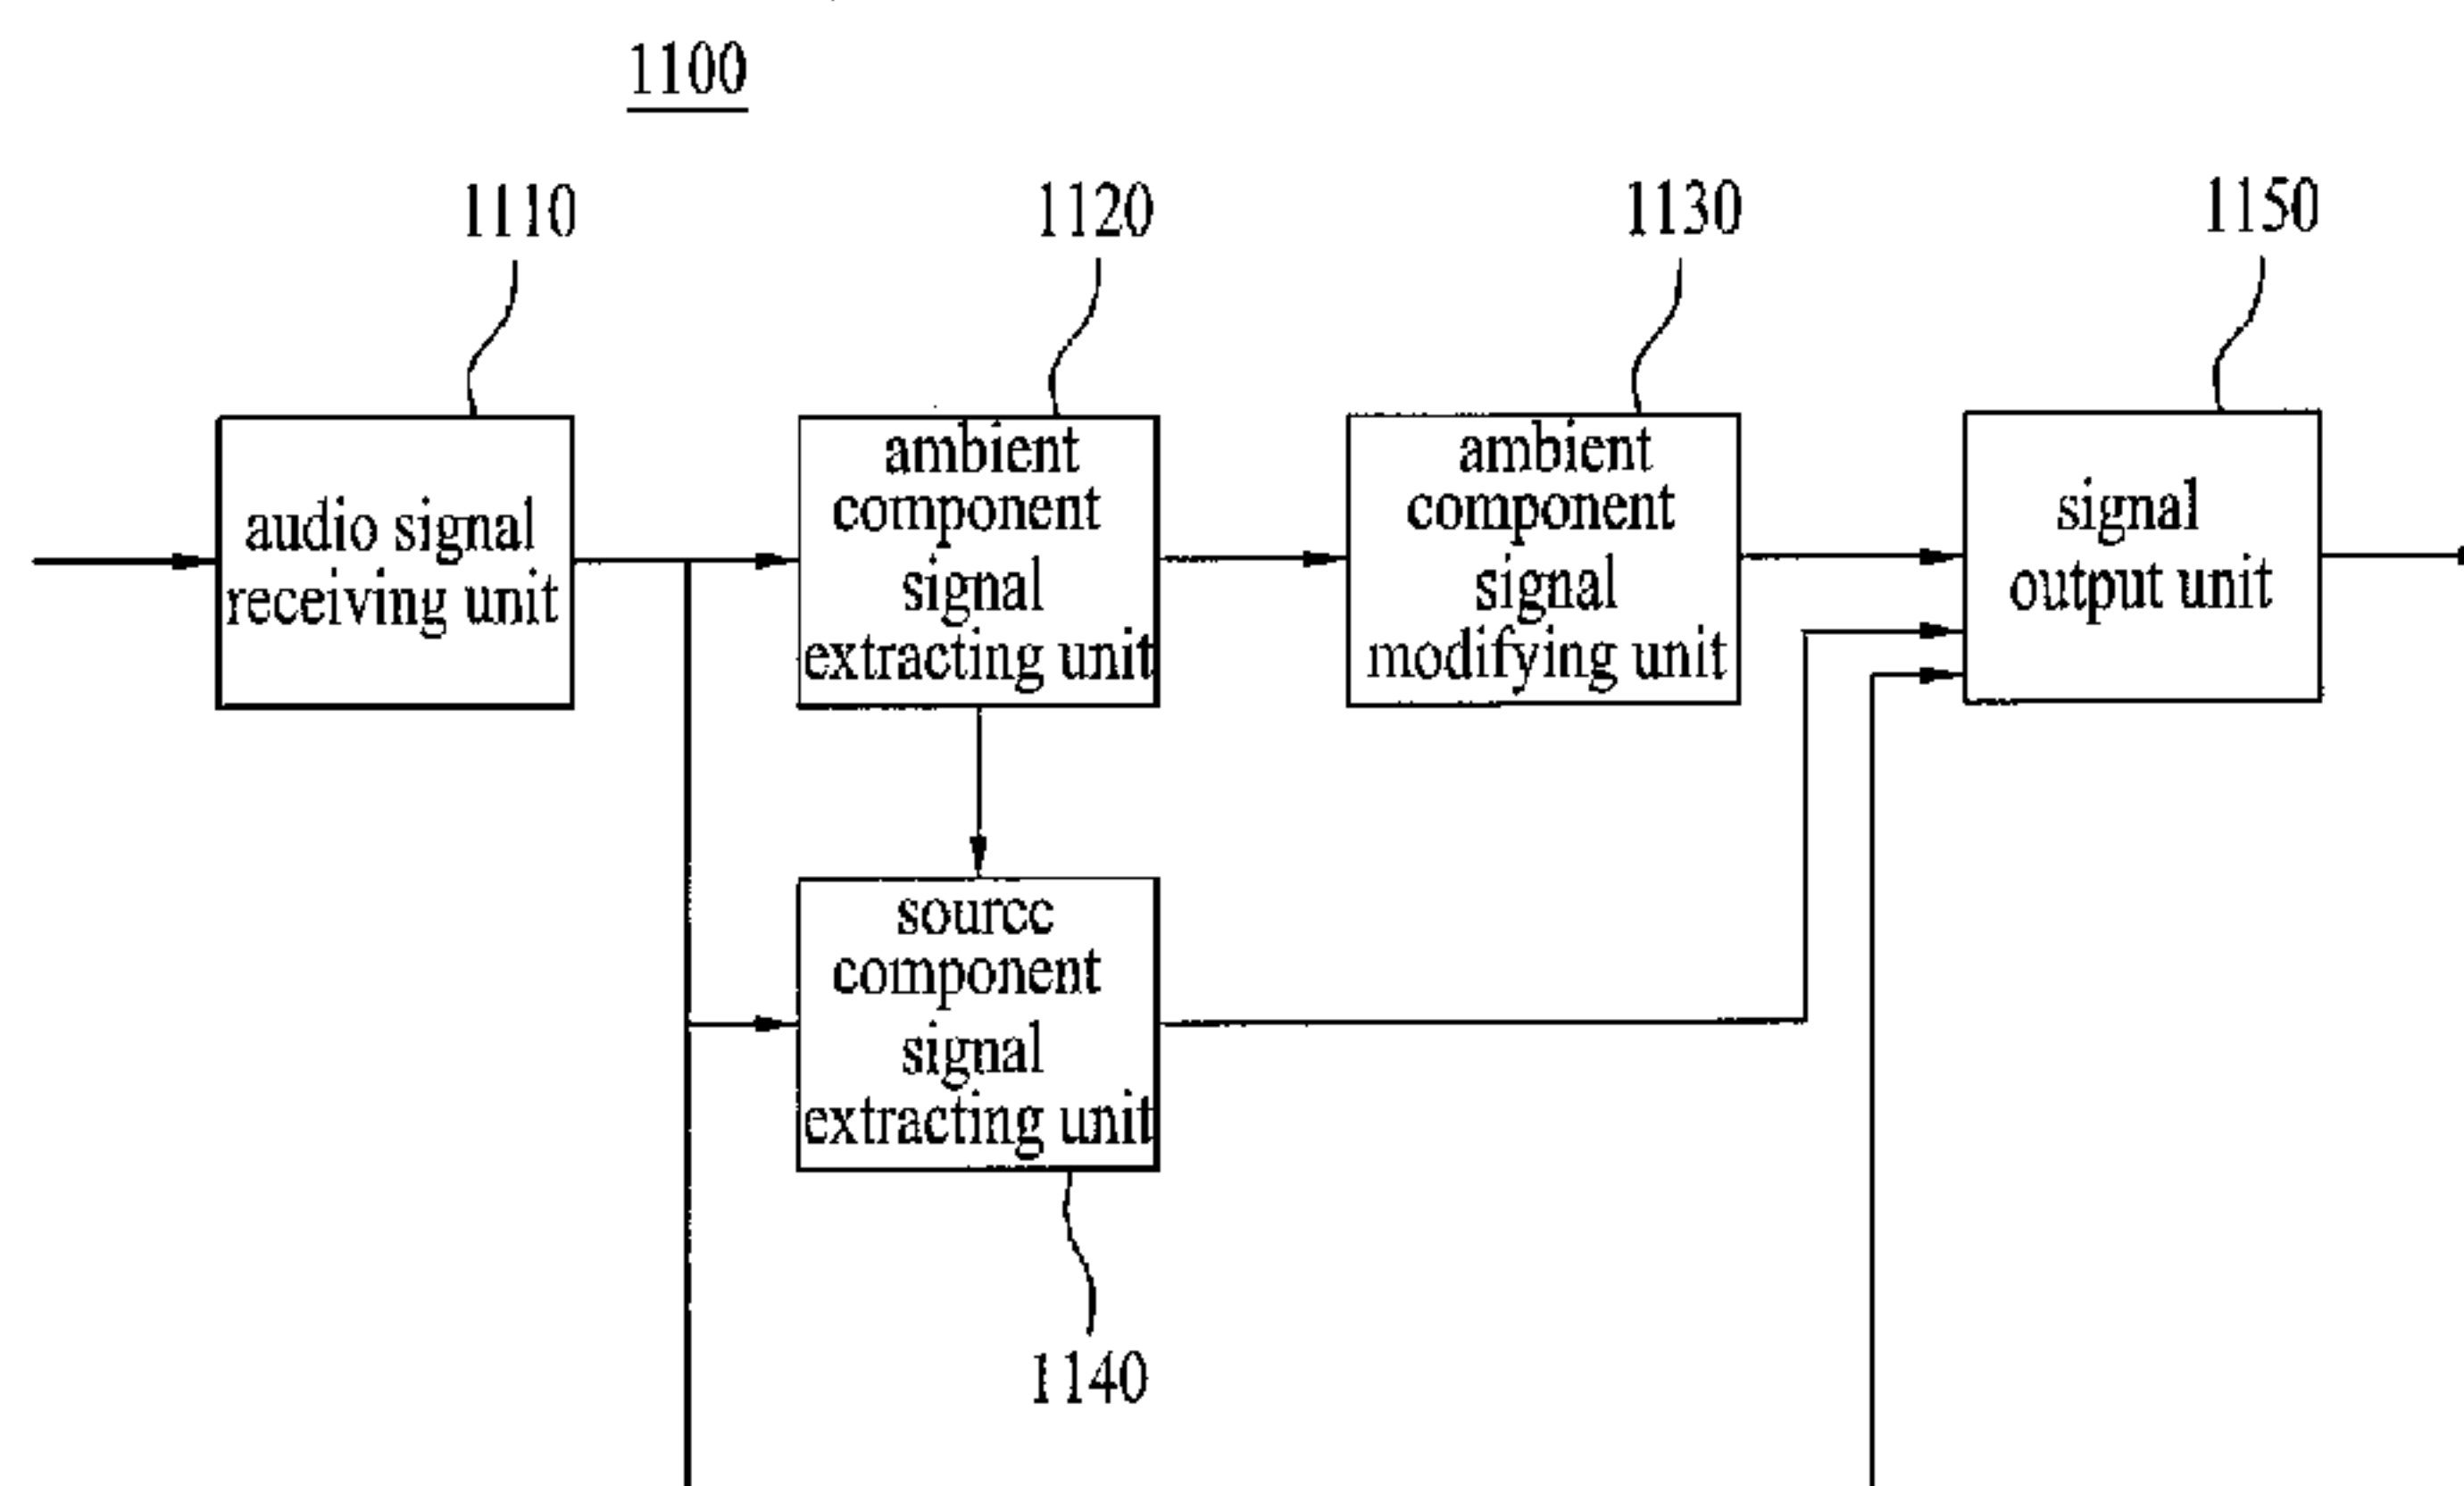 1100
1110
1120
1130
1150
audio signal
receiving unit
ambient
component
signal
extracting unit
ambient
component
signal
modifying unit
signal
output unit
source
component
signal
extracting unit
1140